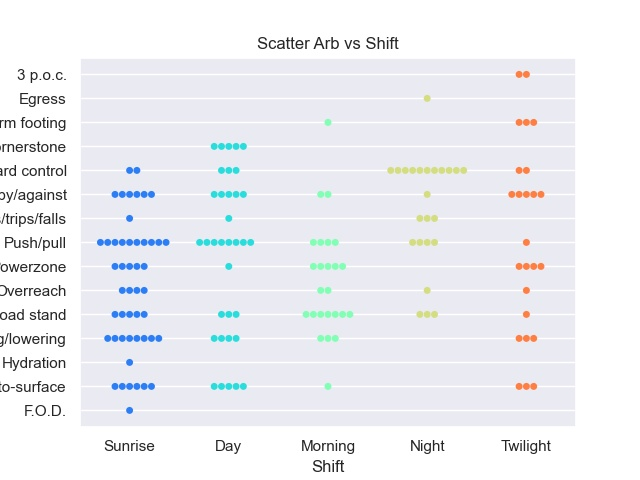 Scatter Arb vs Shift
3 p.o.c.
Egress
rm footing
ornerstone
ard control
by/against
s/trips/falls
Push/pull
Powerzone
Overreach
oad stand
g/lowering
Hydration
to-surface
F.O.D.
Sunrise Day Morning Night Twilight
Shift